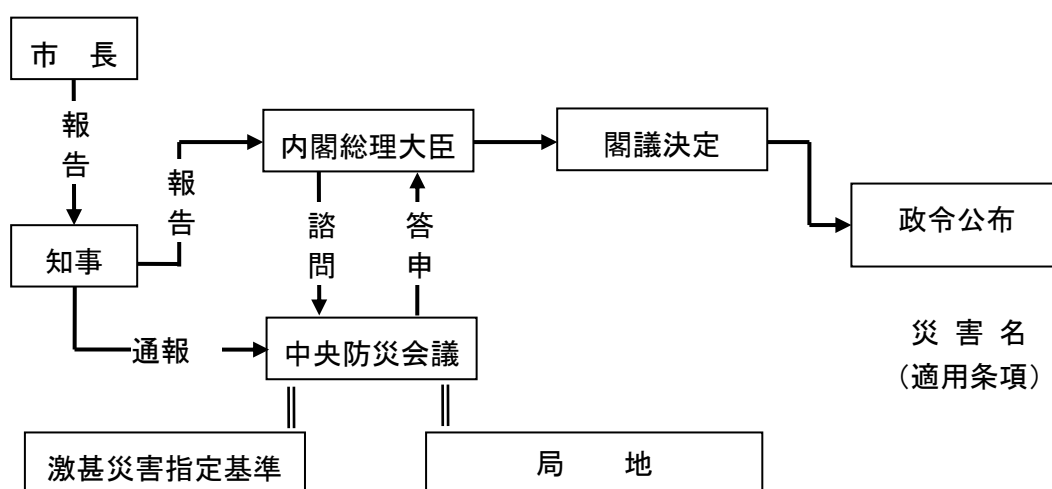 市　長
報告
内閣総理大臣
閣議決定
報告
諮問
答申
政令公布
知事
通報
中央防災会議
災 害 名
（適用条項）
激甚災害指定基準
局　　地